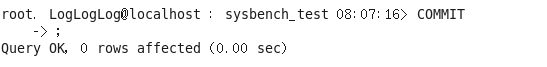 root. LogLogLog@localhost : sysbench_test 08:07:16> COMMIT
-> ;
Query OK, 0 rows affected (0.00 sec)